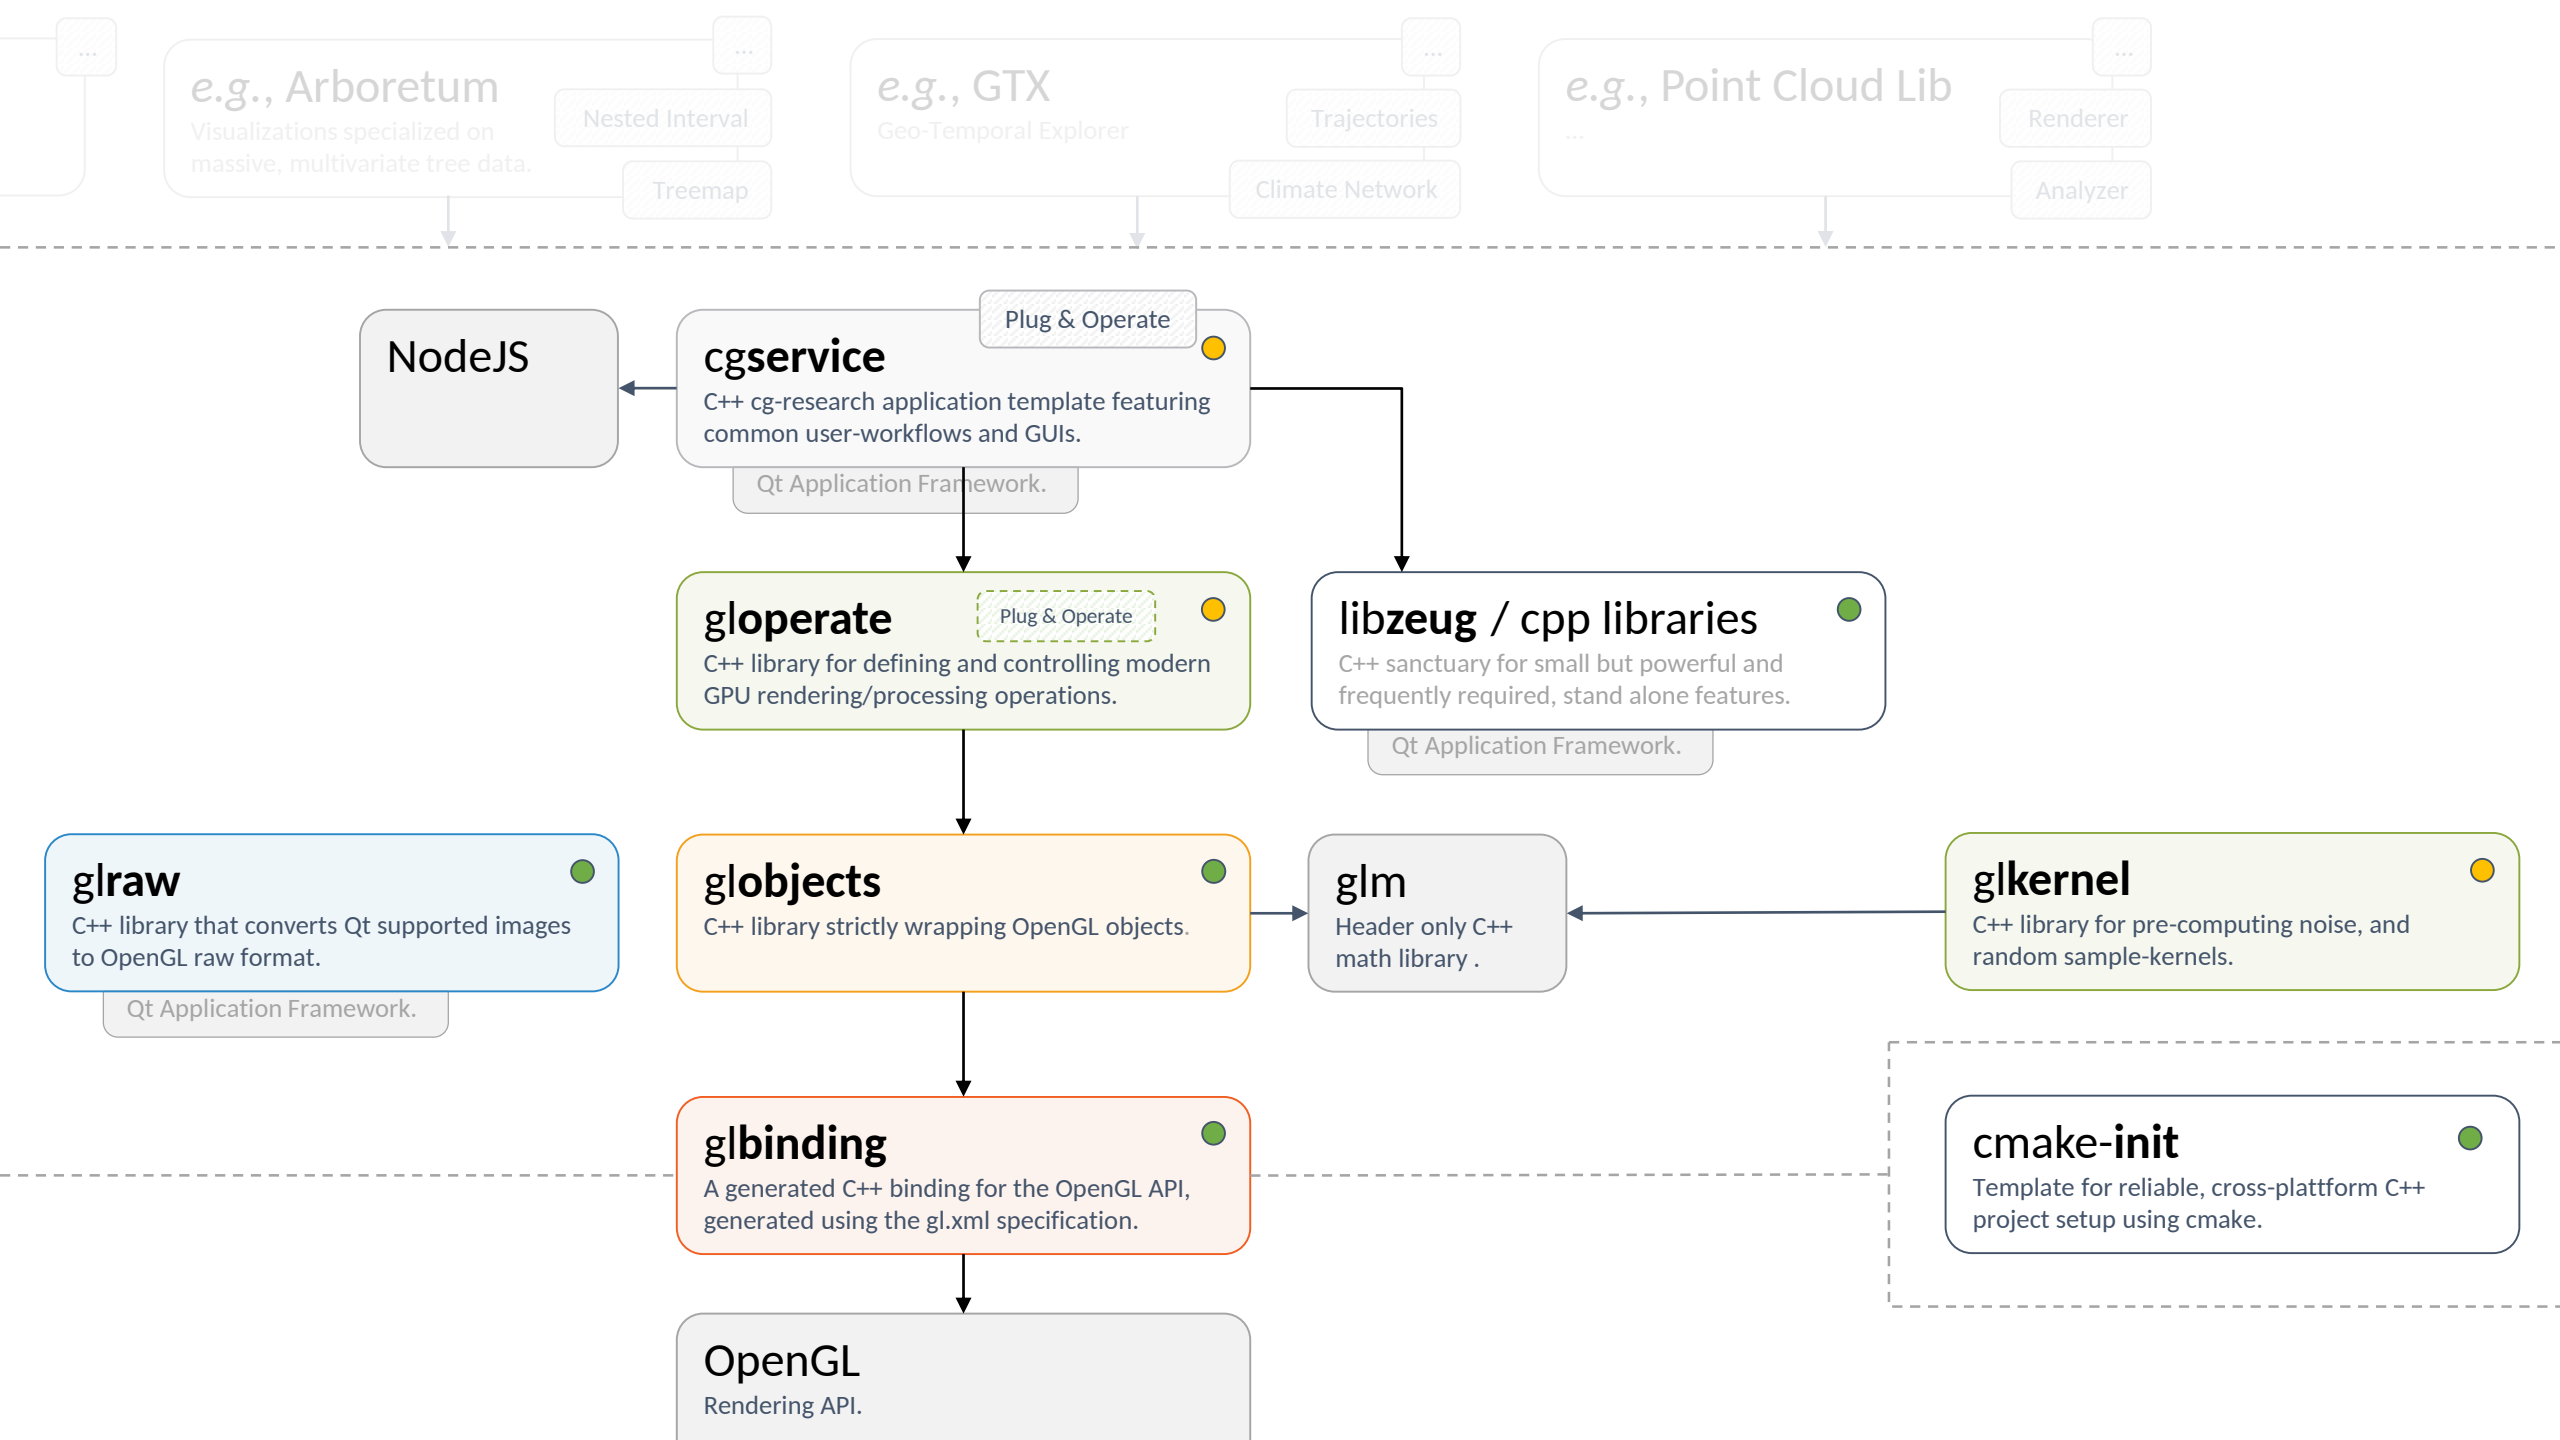 ...
e.g., Arboretum
Visualizations specialized on
massive, multivariate tree data.
...
Nested Interval
Treemap
e.g., GTX
Geo-Temporal Explorer
...
Trajectories
Climate Network
e.g., Point Cloud Lib
...
...
Renderer
Analyzer
NodeJS
Plug & Operate
cgservice
C++ cg-research application template featuring
common user-workflows and GUIs.
Qt Application Framework.
gloperate
Plug & Operate
C++ library for defining and controlling modern
GPU rendering/processing operations.
libzeug / cpp libraries
C++ sanctuary for small but powerful and
frequently required, stand alone features.
Qt Application Framework.
glraw
C++ library that converts Qt supported images
to OpenGL raw format.
Qt Application Framework.
globjects
C++ library strictly wrapping OpenGL objects.
glm
Header only C++
math library .
glkernel
C++ library for pre-computing noise, and
random sample-kernels.
glbinding
A generated C++ binding for the OpenGL API,
generated using the gl.xml specification.
cmake-init
Template for reliable, cross-plattform C++
project setup using cmake.
OpenGL
Rendering API.